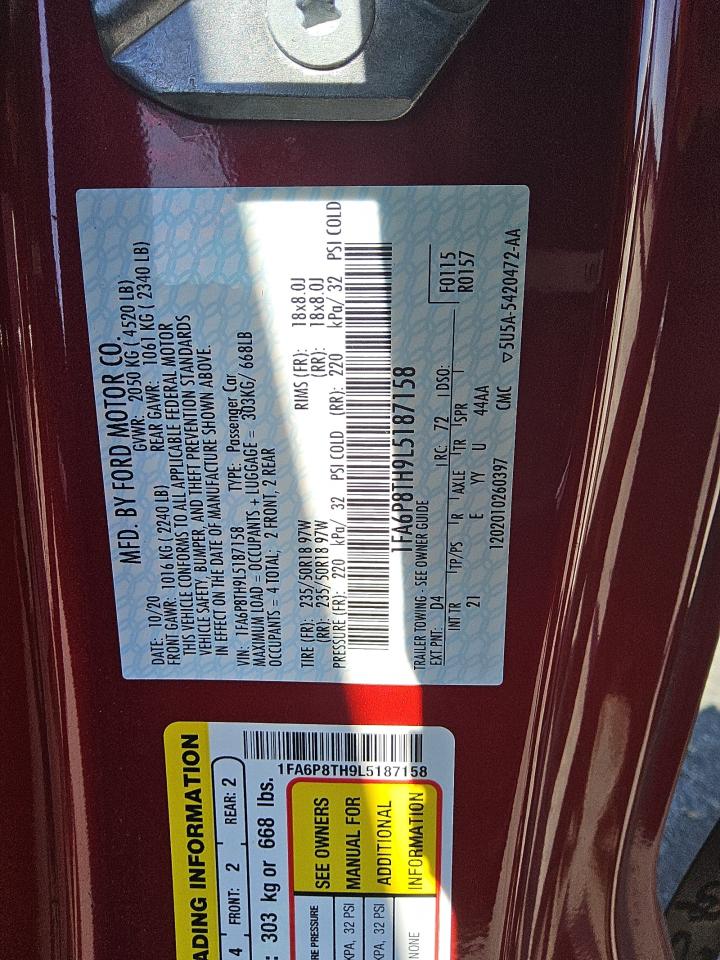 MFD. BY FORD MOTOR CO.
DATE: 10/20 GVWR: 2050 KG ( 4520 LB)
FRONT GAWR: 1016 KG ( 2240 LB) REAR GAWR: 1061 KG ( 2340 LB)
THIS VEHICLE CONFORMS TO ALL APPLICABLE FEDERAL MOTOR
VEHICLE SAFETY, BUMPER, AND THEFT PREVENTION STANDARDS
IN EFFECT ON THE DATE OF MANUFACTURE SHOWN ABOVE.
VIN: 1FA6P8TH9L5187158 TYPE: Passenger Car
MAXIMUM LOAD = OCCUPANTS + LUGGAGE = 303KG/ 668LB
OCCUPANTS = 4 TOTAL; 2 FRONT, 2 REAR
TIRE (FR): 235/50R18 97W RIMS (FR): 18x8.0J
(RR): 235/50R18 97W (RR): 18x8.0J
PRESSURE (FR): 220 kPa/ 32 PSI COLD (RR): 220 kPa/ 32 PSI COLD
1FA6P8TH9L5187158
TRAILER TOWING - SEE OWNER GUIDE
EXT PNT: D4 RC: 72 DSO: F0115
R0157
INT TR TP/PS R AXLE TR SPR
21 E YY U 44AA
1202010260397 CMC ▽5U5A-5420472-AA
ADING INFORMATION
4 FRONT: 2 REAR: 2
: 303 kg or 668 lbs.
1FA6P8TH9L5187158
RE PRESSURE
KPA, 32 PSI
KPA, 32 PSI
NONE
SEE OWNERS
MANUAL FOR
ADDITIONAL
INFORMATION